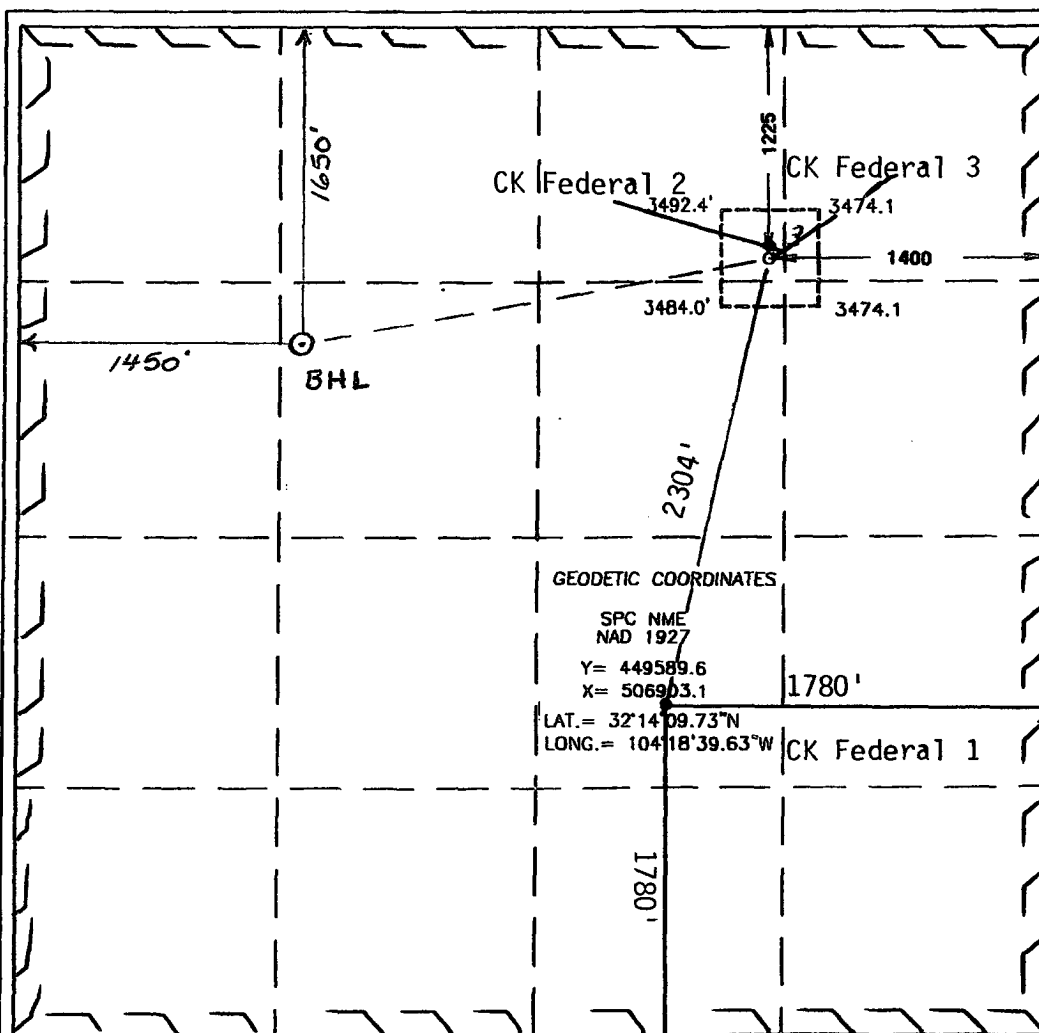 1650'
1225
CK Federal 2
CK Federal 3
3492.4'
3474.1
1400
3484.0'
3474.1
1450'
BHL
2304'
GEODETIC COORDINATES
SPC NME
NAD 1927
Y= 449589.6
X= 506903.1
1780'
LAT.= 32°14'09.73"N
LONG.= 104°18'39.63"W
CK Federal 1
1780'